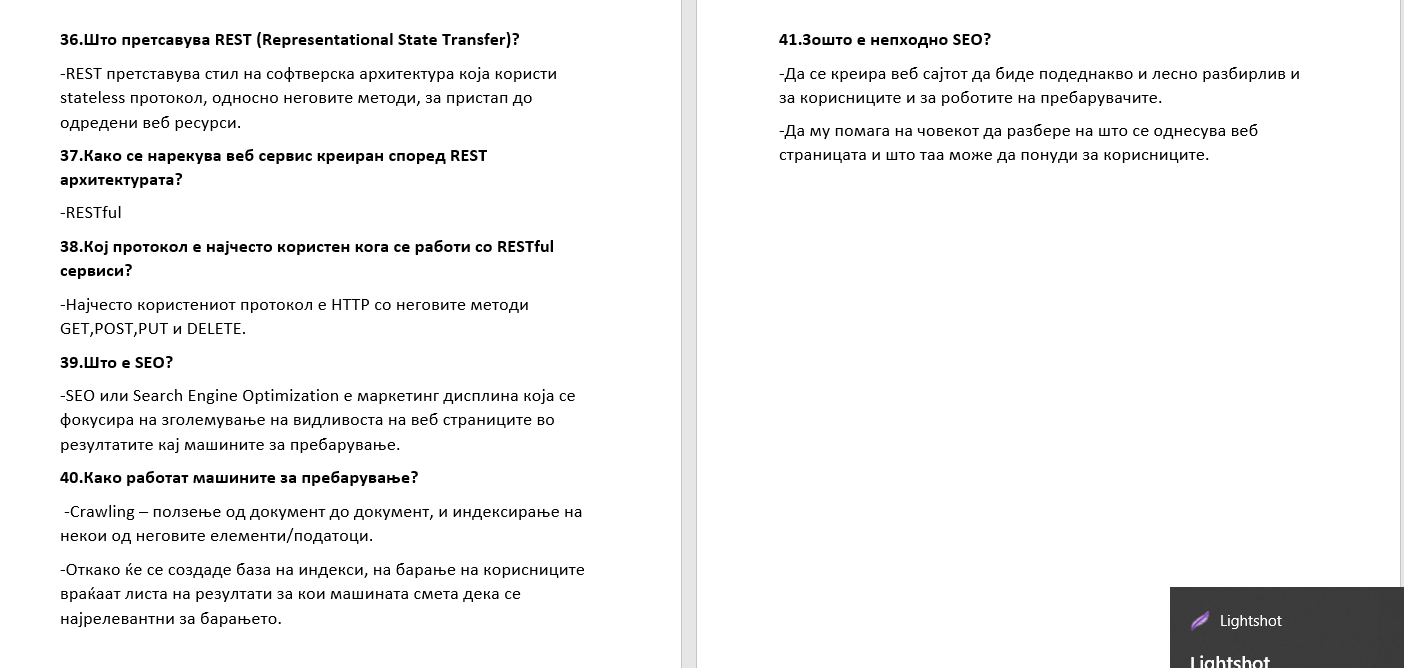 36.Што претсавува REST (Representational State Transfer)?
-REST претставува стил на софтверска архитектура која користи
stateless протокол, односно неговите методи, за пристап до
одредени веб ресурси.
37.Како се нарекува веб сервис креиран според REST
архитектурата?
-RESTful
38.Кој протокол е најчесто користен кога се работи со RESTful
сервиси?
-Најчесто користениот протокол е HTTP со неговите методи
GET,POST,PUT и DELETE.
39.Што е SEO?
-SEO или Search Engine Optimization е маркетинг дисплина која се
фокусира на зголемување на видливоста на веб страниците во
резултатите кај машините за пребарување.
40.Како работат машините за пребарување?
-Crawling – ползење од документ до документ, и индексирање на
некои од неговите елементи/податоци.
-Откако ќе се создаде база на индекси, на барање на корисниците
враќаат листа на резултати за кои машината смета дека се
најрелевантни за барањето.
41.Зошто е непходно SEO?
-Да се креира веб сајтот да биде подеднакво и лесно разбирлив и
за корисниците и за роботите на пребарувачите.
-Да му помага на човекот да разбере на што се однесува веб
страницата и што таа може да понуди за корисниците.
Lightshot
Lightshot